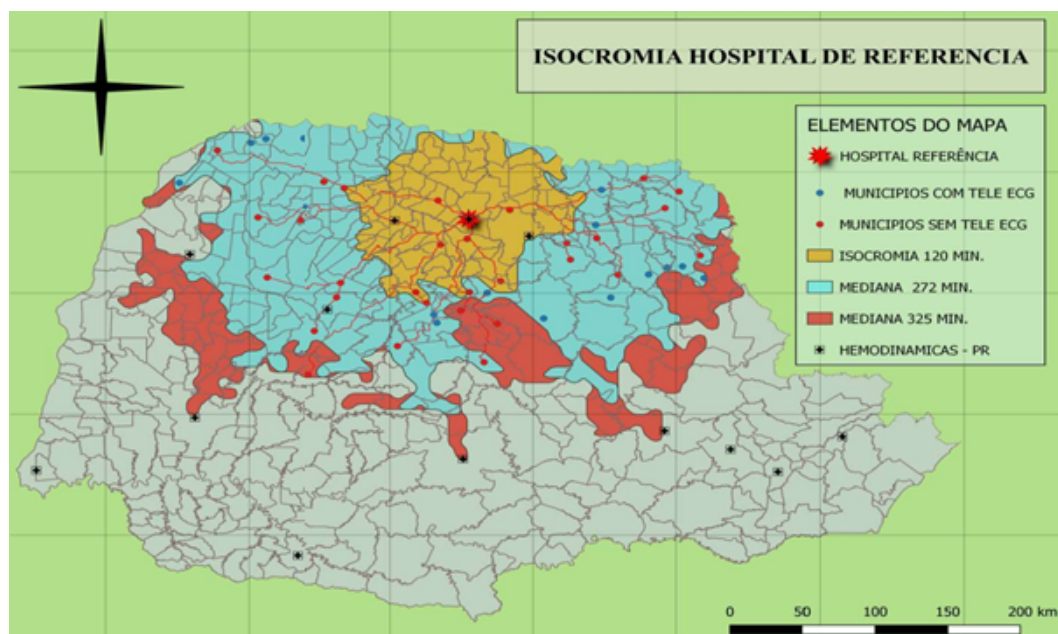 ISOCROMIA HOSPITAL DE REFERENCIA
ELEMENTOS DO MAPA
HOSPITAL REFERÊNCIA
MUNICIPIOS COM TELE ECG
MUNICIPIOS SEM TELE ECG
ISOCROMIA 120 MIN.
MEDIANA 272 MIN.
MEDIANA 325 MIN.
HEMODINAMICAS - PR
0 50 100 150 200 km